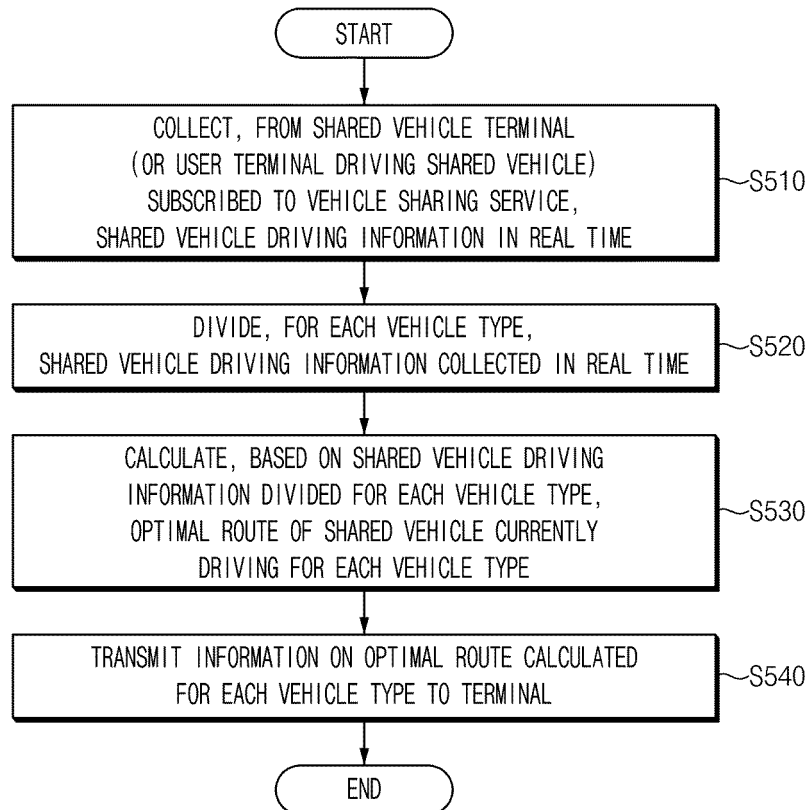 START
COLLECT, FROM SHARED VEHICLE TERMINAL
(OR USER TERMINAL DRIVING SHARED VEHICLE)
SUBSCRIBED TO VEHICLE SHARING SERVICE,
SHARED VEHICLE DRIVING INFORMATION IN REAL TIME
S510
DIVIDE, FOR EACH VEHICLE TYPE,
SHARED VEHICLE DRIVING INFORMATION COLLECTED IN REAL TIME
S520
CALCULATE, BASED ON SHARED VEHICLE DRIVING
INFORMATION DIVIDED FOR EACH VEHICLE TYPE,
OPTIMAL ROUTE OF SHARED VEHICLE CURRENTLY
DRIVING FOR EACH VEHICLE TYPE
S530
TRANSMIT INFORMATION ON OPTIMAL ROUTE CALCULATED
FOR EACH VEHICLE TYPE TO TERMINAL
S540
END